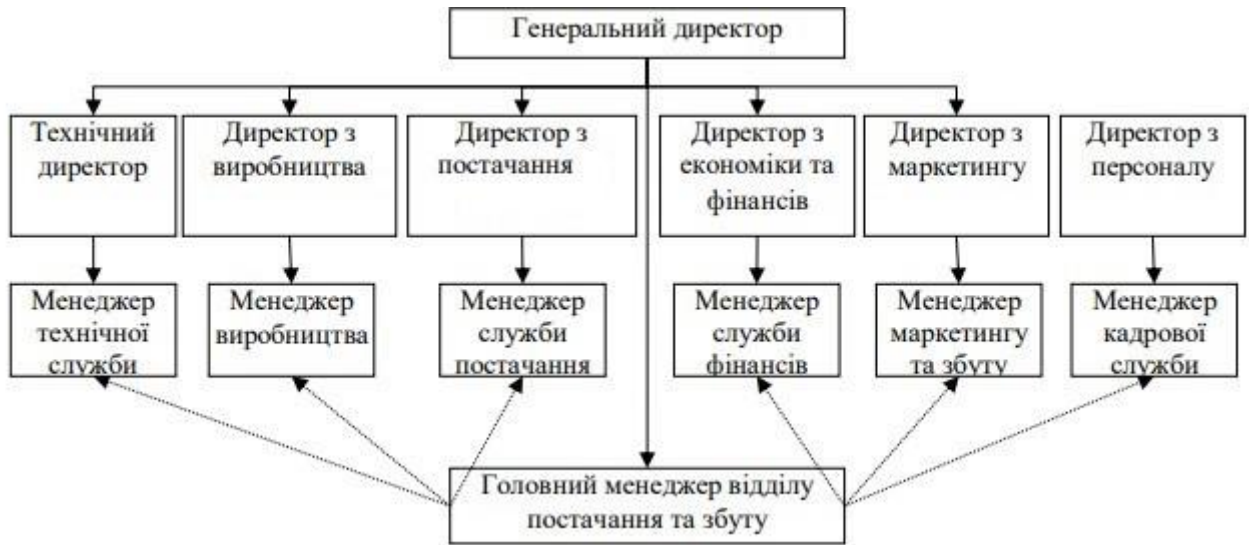 Генеральний директор
Технічний
директор
Директор з
виробництва
Директор з
постачання
Директор з
економіки та
фінансів
Директор з
маркетингу
Директор з
персоналу
Менеджер
технічної
служби
Менеджер
виробництва
Менеджер
служби
постачання
Менеджер
служби
фінансів
Менеджер
маркетингу
та збуту
Менеджер
кадрової
служби
Головний менеджер відділу
постачання та збуту